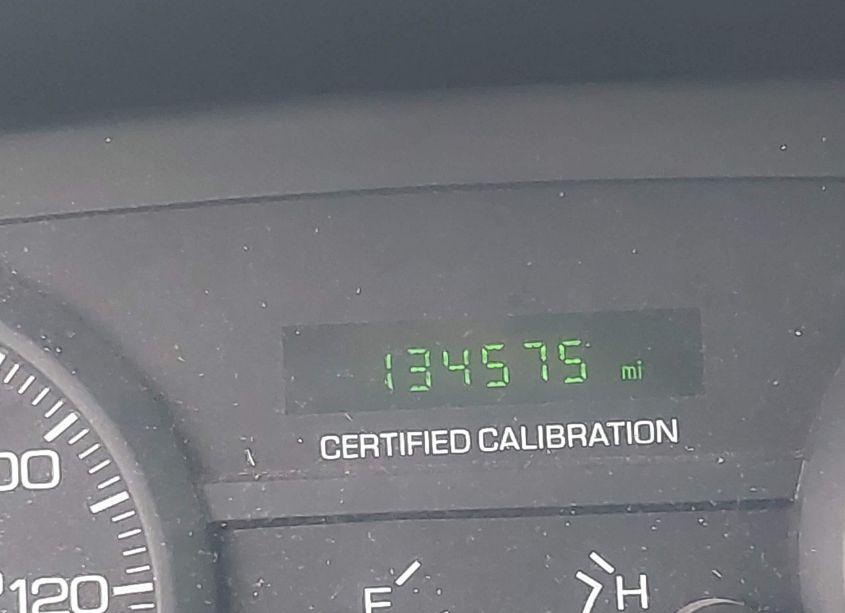 134575 mi
CERTIFIED CALIBRATION
120
H